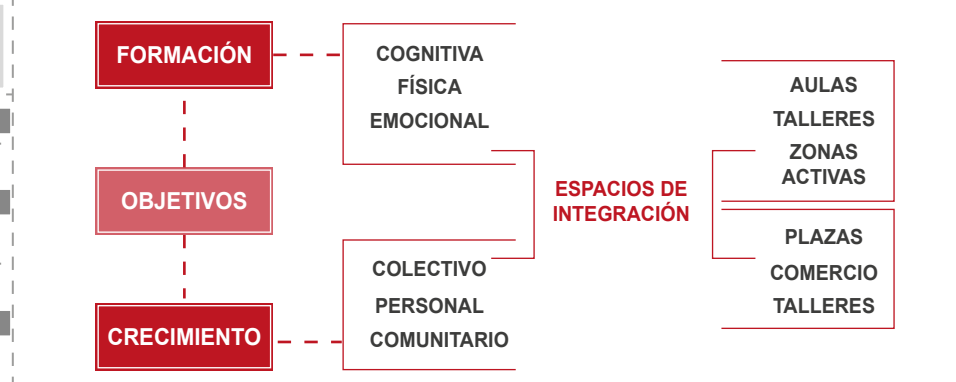 FORMACIÓN
COGNITIVA
FÍSICA
EMOCIONAL
OBJETIVOS
CRECIMIENTO
COLECTIVO
PERSONAL
COMUNITARIO
ESPACIOS DE
INTEGRACIÓN
AULAS
TALLERES
ZONAS
ACTIVAS
PLAZAS
COMERCIO
TALLERES